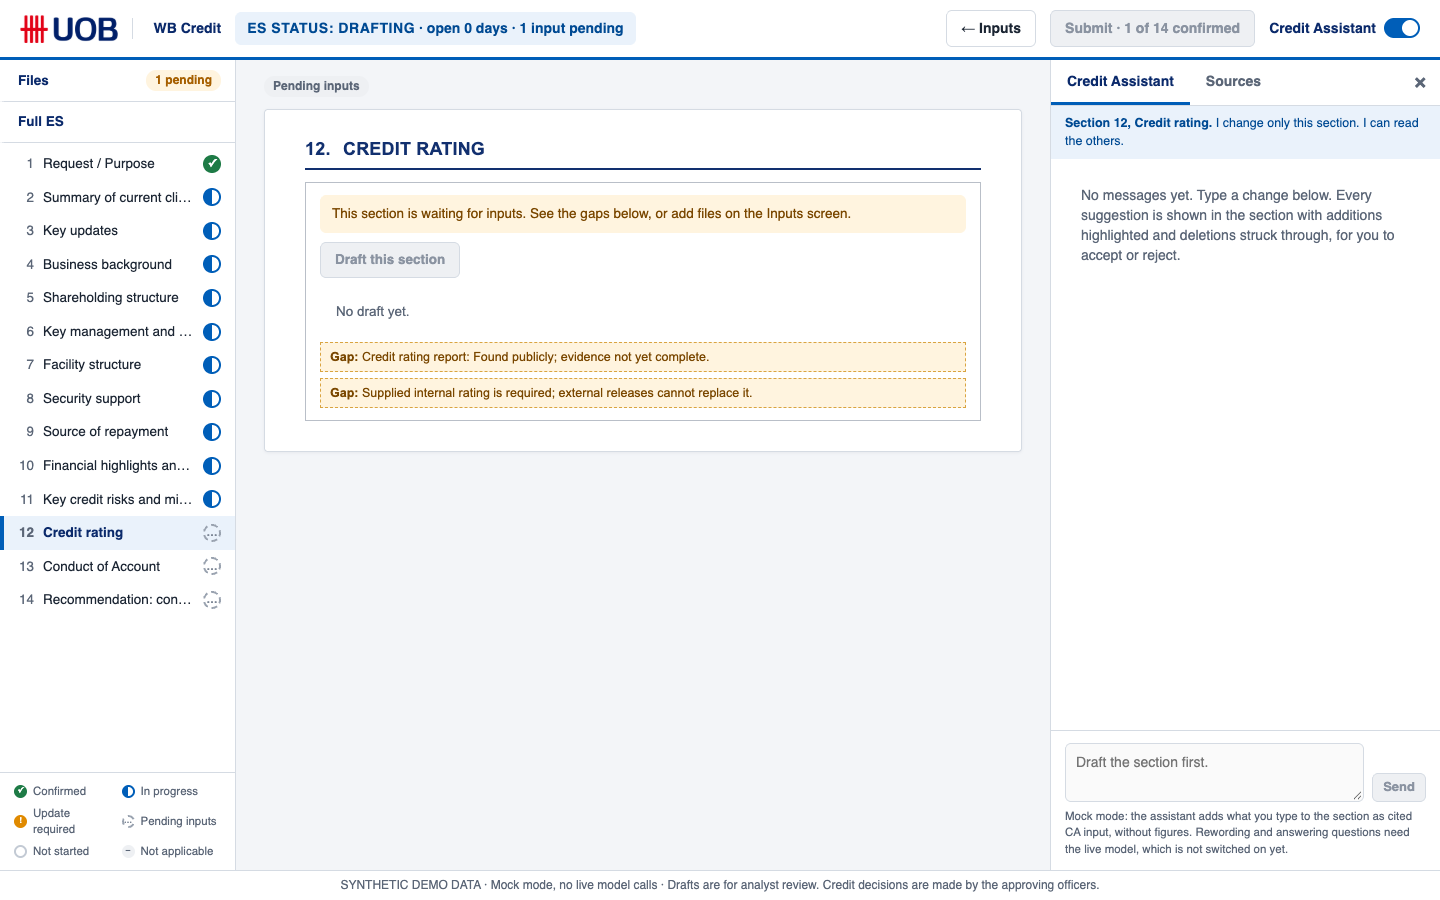 UOB
WB Credit
ES STATUS: DRAFTING · open 0 days · 1 input pending
← Inputs
Submit · 1 of 14 confirmed
Credit Assistant
Files
1 pending
Full ES
1 Request / Purpose
2 Summary of current cli...
3 Key updates
4 Business background
5 Shareholding structure
6 Key management and ...
7 Facility structure
8 Security support
9 Source of repayment
10 Financial highlights an...
11 Key credit risks and mi...
12 Credit rating
13 Conduct of Account
14 Recommendation: con...
Confirmed
In progress
Update
required
Pending inputs
Not started
Not applicable
Pending inputs
12. CREDIT RATING
This section is waiting for inputs. See the gaps below, or add files on the Inputs screen.
Draft this section
No draft yet.
Gap: Credit rating report: Found publicly; evidence not yet complete.
Gap: Supplied internal rating is required; external releases cannot replace it.
Credit Assistant
Sources
×
Section 12, Credit rating. I change only this section. I can read
the others.
No messages yet. Type a change below. Every
suggestion is shown in the section with additions
highlighted and deletions struck through, for you to
accept or reject.
Draft the section first.
Send
Mock mode: the assistant adds what you type to the section as cited
CA input, without figures. Rewording and answering questions need
the live model, which is not switched on yet.
SYNTHETIC DEMO DATA · Mock mode, no live model calls · Drafts are for analyst review. Credit decisions are made by the approving officers.